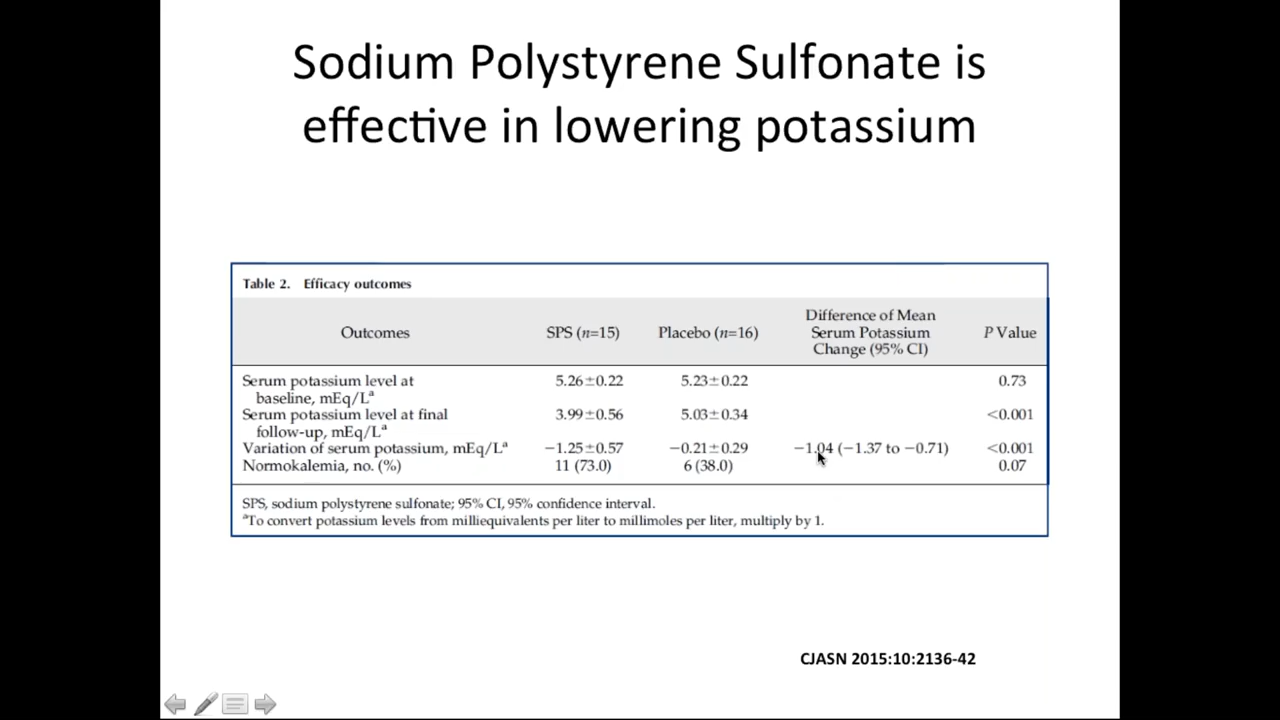 Sodium Polystyrene Sulfonate is
effective in lowering potassium
Table 2. Efficacy outcomes
Outcomes SPS (n=15) Placebo (n=16) Difference of Mean Serum Potassium Change (95% CI) P Value
Serum potassium level at 5.26±0.22 5.23±0.22 0.73
baseline, mEq/Lᵃ
Serum potassium level at final 3.99±0.56 5.03±0.34 <0.001
follow-up, mEq/Lᵃ
Variation of serum potassium, mEq/Lᵃ −1.25±0.57 −0.21±0.29 −1.04 (−1.37 to −0.71) <0.001
Normokalemia, no. (%) 11 (73.0) 6 (38.0) 0.07
SPS, sodium polystyrene sulfonate; 95% CI, 95% confidence interval.
ᵃTo convert potassium levels from milliequivalents per liter to millimoles per liter, multiply by 1.
CJASN 2015:10:2136-42